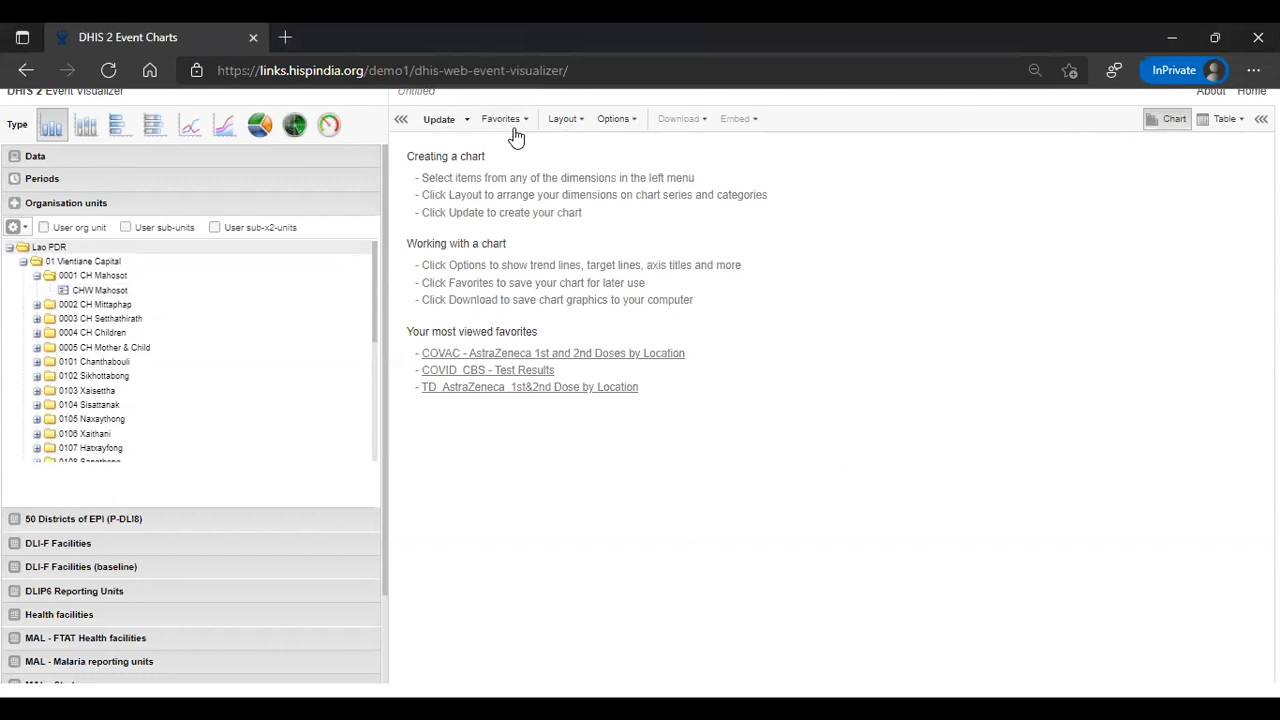 DHIS 2 Event Charts
https://links.hispindia.org/demo1/dhis-web-event-visualizer/
InPrivate
DHIS 2 Event Visualizer
Untitled
About Home
Type
Update Favorites Layout Options Download Embed Chart Table
Data
Periods
Organisation units
User org unit User sub-units User sub-x2-units
Lao PDR
01 Vientiane Capital
0001 CH Mahosot
CHW Mahosot
0002 CH Mittaphap
0003 CH Setthathirath
0004 CH Children
0005 CH Mother & Child
0101 Chanthabouli
0102 Sikhottabong
0103 Xaisettha
0104 Sisattanak
0105 Naxaythong
0106 Xaithani
0107 Hatxayfong
50 Districts of EPI (P-DLI8)
DLI-F Facilities
DLI-F Facilities (baseline)
DLIP6 Reporting Units
Health facilities
MAL - FTAT Health facilities
MAL - Malaria reporting units
Creating a chart
- Select items from any of the dimensions in the left menu
- Click Layout to arrange your dimensions on chart series and categories
- Click Update to create your chart
Working with a chart
- Click Options to show trend lines, target lines, axis titles and more
- Click Favorites to save your chart for later use
- Click Download to save chart graphics to your computer
Your most viewed favorites
- COVAC - AstraZeneca 1st and 2nd Doses by Location
- COVID_CBS - Test Results
- TD_AstraZeneca_1st&2nd Dose by Location